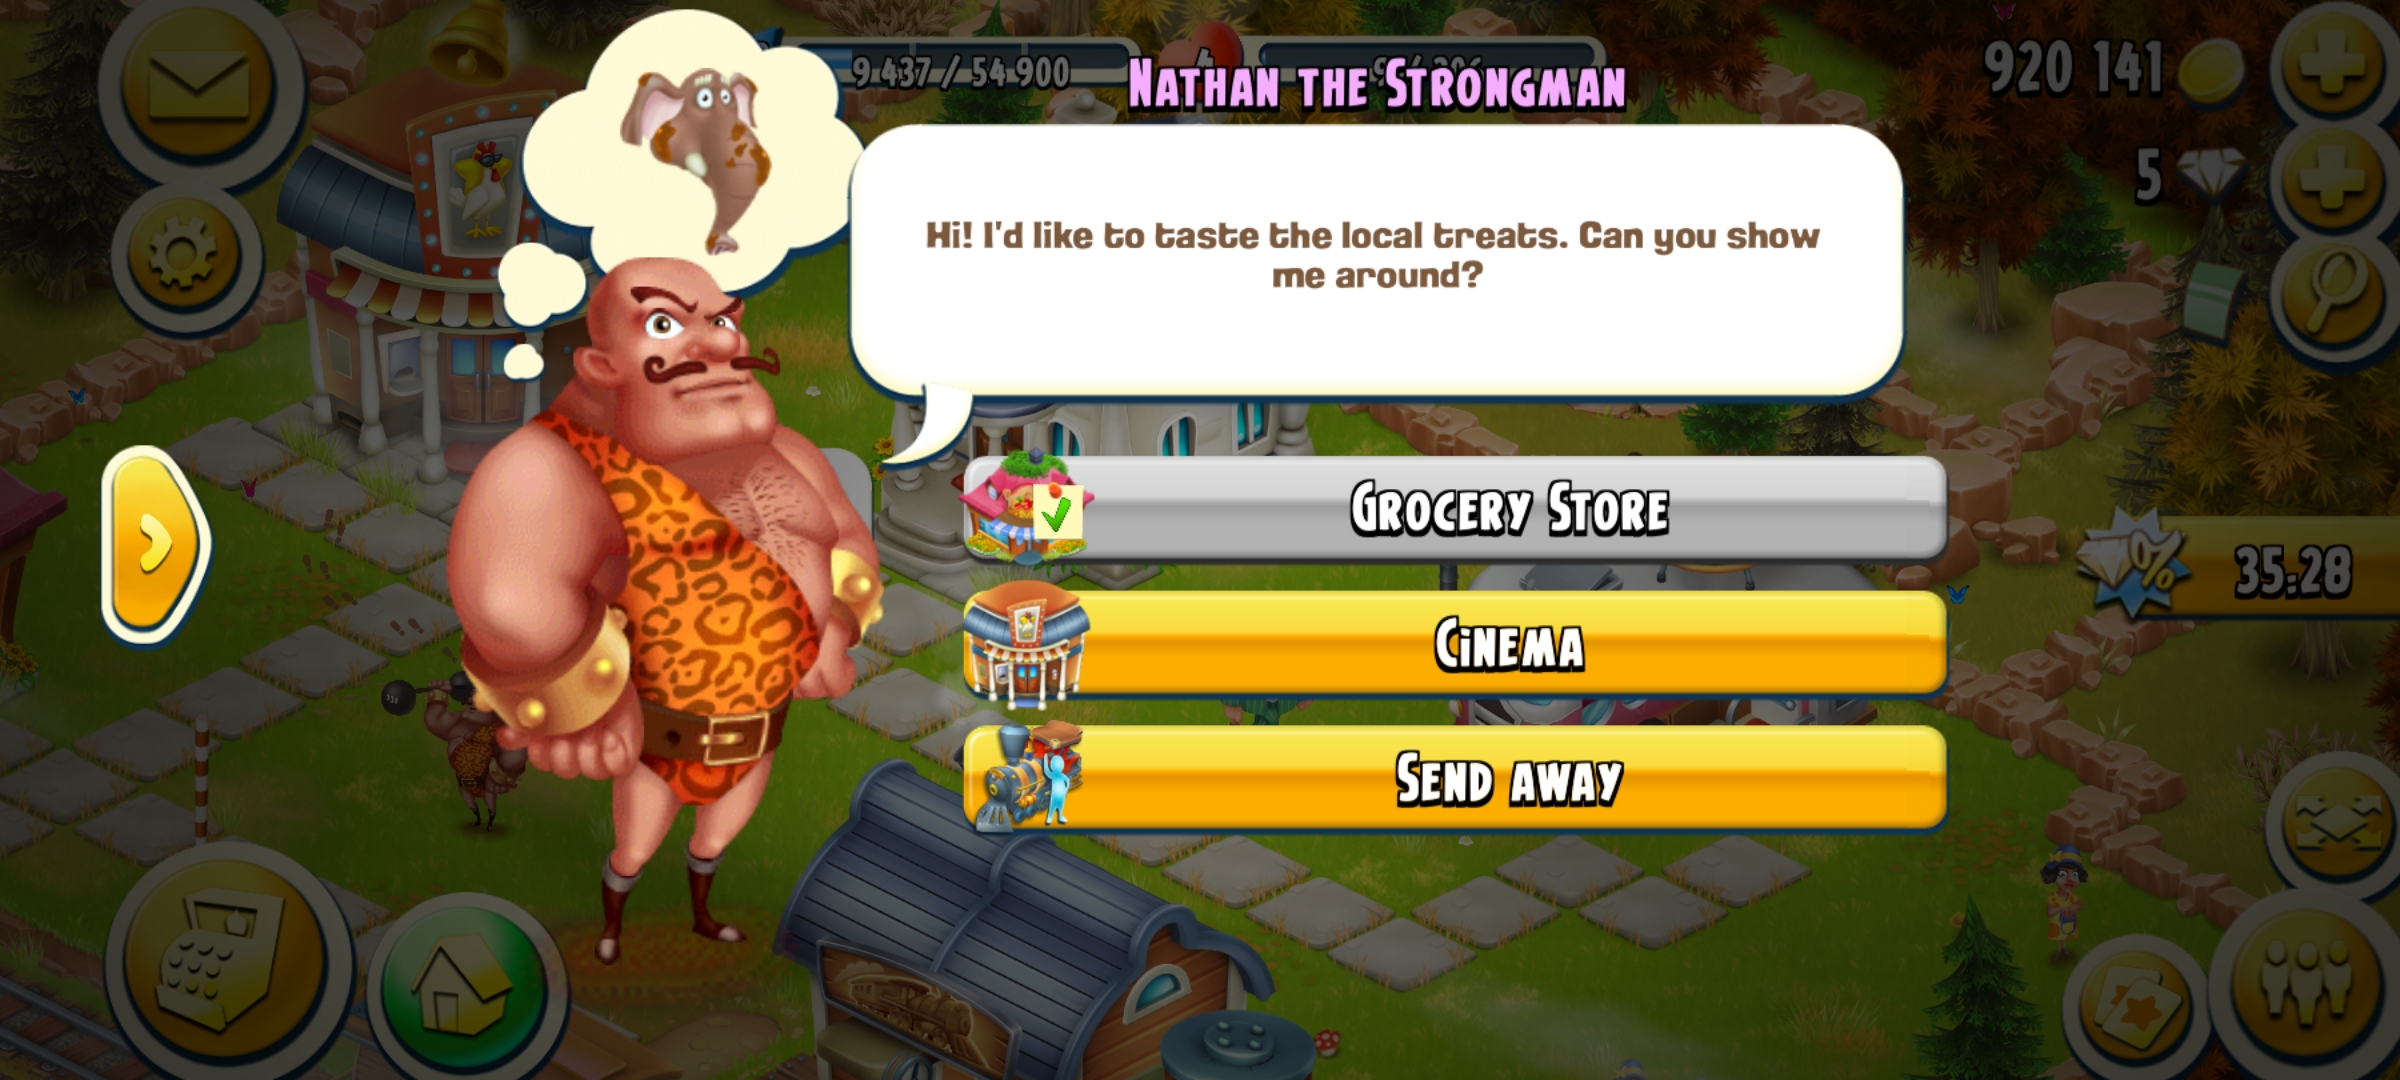 9 437 / 54 900
4
920 141
NATHAN THE STRONGMAN
5
Hi! I'd like to taste the local treats. Can you show
me around?
GROCERY STORE
CINEMA
%
35:28
SEND AWAY